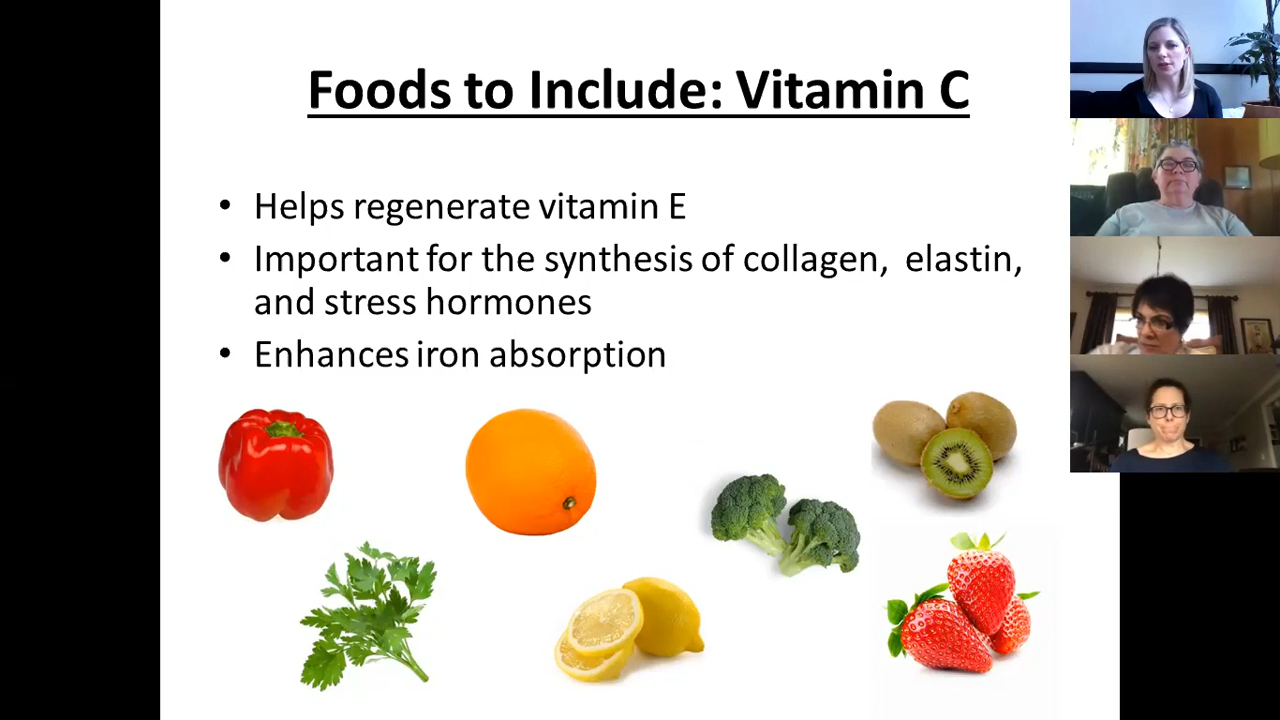 Foods to Include: Vitamin C
• Helps regenerate vitamin E
• Important for the synthesis of collagen,  elastin,
and stress hormones
• Enhances iron absorption